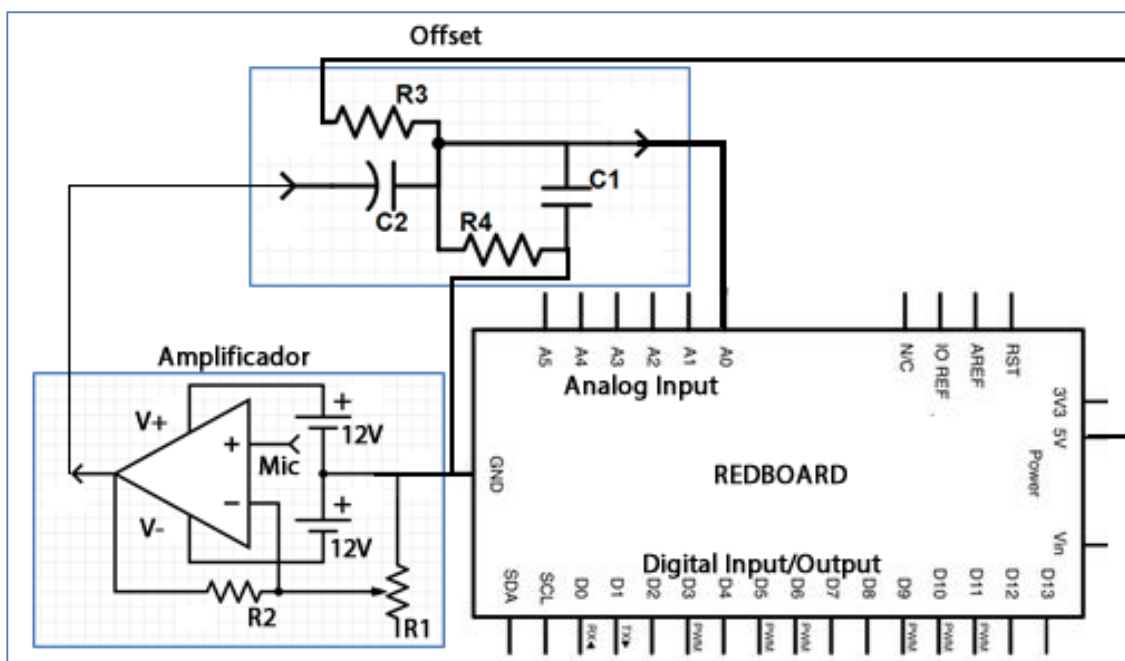 Offset
R3
C1
C2
R4
Amplificador
V+
+
12V
+
Mic
-
V-
+
12V
R2
R1
A5
A4
A3
A2
A1
A0
N/C
IO REF
AREF
RST
Analog Input
3V3
5V
Power
Vin
GND
REDBOARD
Digital Input/Output
SDA
SCL
D0
D1
D2
D3
D4
D5
D6
D7
D8
D9
D10
D11
D12
D13
RX◄
TX►
PWM
PWM
PWM
PWM
PWM
PWM